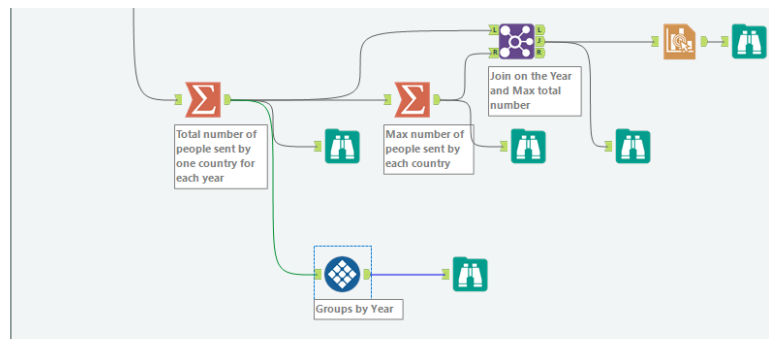 L
R
L
J
R
Join on the Year
and Max total
number
Total number of
people sent by
one country for
each year
Max number of
people sent by
each country
Groups by Year